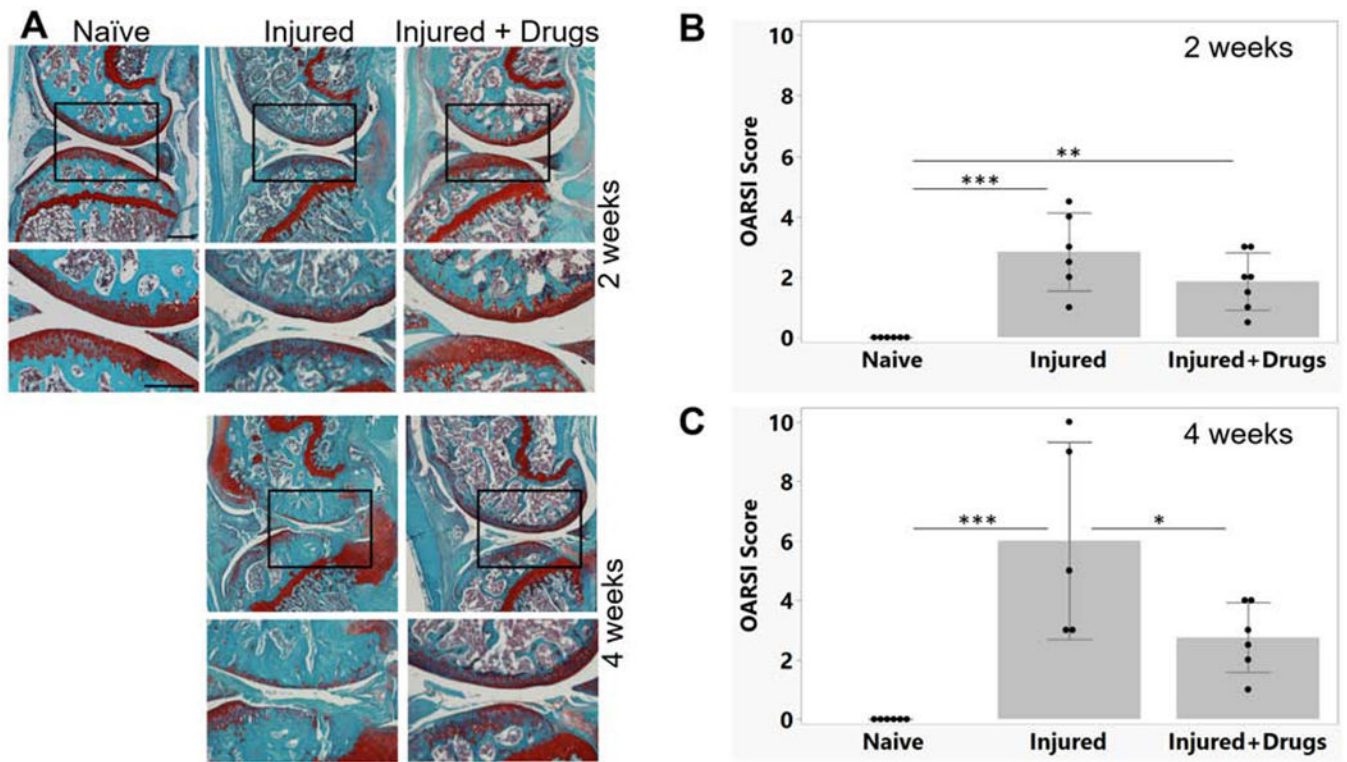 A
Naïve
Injured
Injured + Drugs
2 weeks
4 weeks
B
2 weeks
OARSI Score
10
8
6
4
2
0
**
***
Naive
Injured
Injured+Drugs
C
4 weeks
OARSI Score
10
8
6
4
2
0
***
*
Naive
Injured
Injured+Drugs